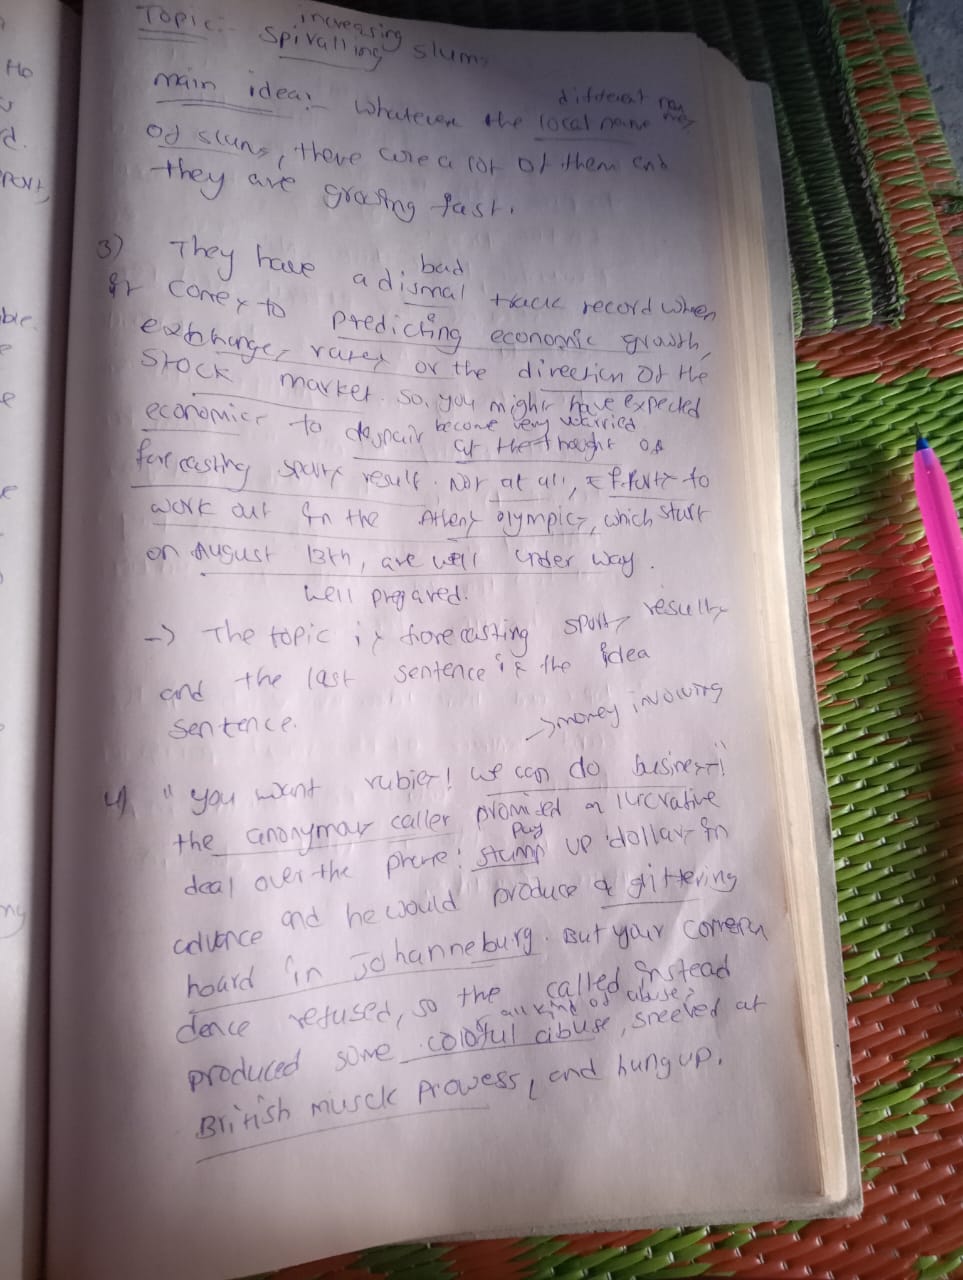 Topic:- increasing
Spiralling slums
different names
main idea:- whatever the local name
of slums, there are a lot of them and
they are growing fast.
3) They have a dismal bad track record when
it comes to predicting economic growth,
exchange rates or the direction of the
stock market. so, you might have expected
economics to despair become very worried
at the thought of
forecasting sports result. Not at all, efforts to
work out in the Athens olympics, which start
on August 13th, are well under way.
well prepared.
-> The topic is forecasting sports results
and the last sentence is the idea
sentence.
-> money invowing
4) "you want rubies! we can do business!"
the anonymous caller promised a lucrative
pay
deal over the phone: stump up dollars in
advance and he would produce a glittering
hoard in Johanneburg. But your correspon
dence refused, so the called instead
all kind of abuse
produced some colorful abuse, sneered at
British musck prowess, and hung up.
Ho
d.
port,
ble.